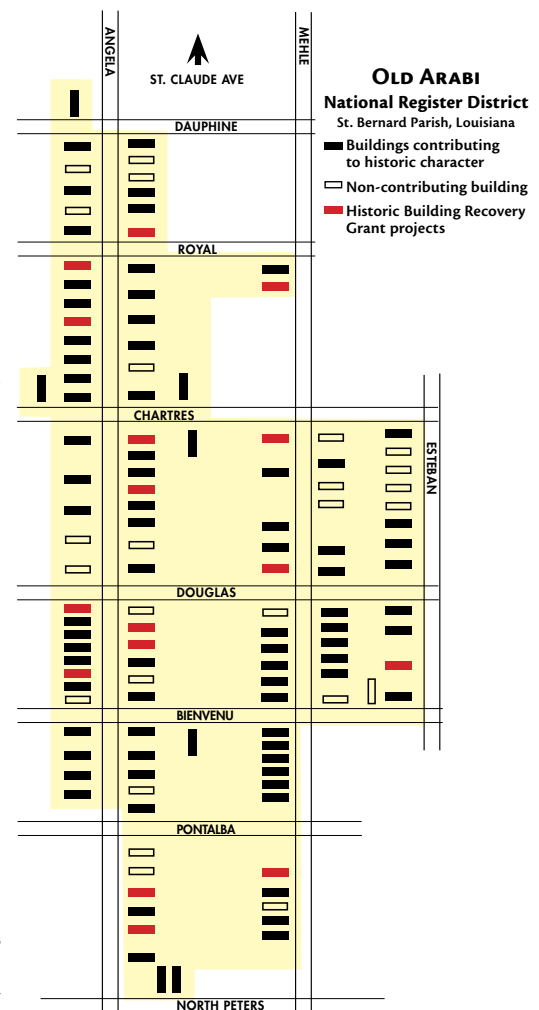 ANGELA
MEHLE
ST. CLAUDE AVE
OLD ARABI
National Register District
St. Bernard Parish, Louisiana
Buildings contributing
to historic character
Non-contributing building
Historic Building Recovery
Grant projects
DAUPHINE
ROYAL
CHARTRES
ESTEBAN
DOUGLAS
BIENVENU
PONTALBA
NORTH PETERS